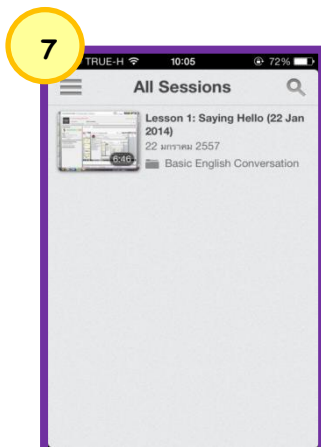 7
TRUE-H 10:05 72%
All Sessions
Lesson 1: Saying Hello (22 Jan
2014)
6:46
22 มกราคม 2557
Basic English Conversation